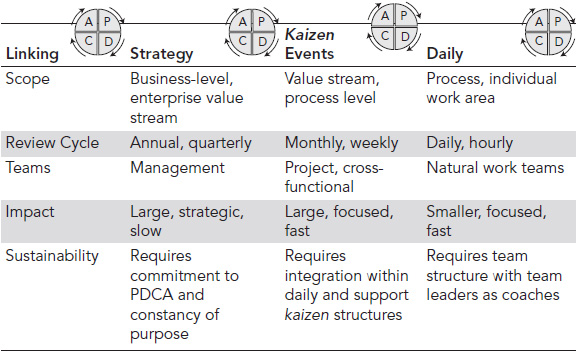 A P
C D
A P
C D
A P
C D
A P
C D
Linking Strategy Kaizen Events Daily
Scope Business-level, enterprise value stream Value stream, process level Process, individual work area
Review Cycle Annual, quarterly Monthly, weekly Daily, hourly
Teams Management Project, cross-functional Natural work teams
Impact Large, strategic, slow Large, focused, fast Smaller, focused, fast
Sustainability Requires commitment to PDCA and constancy of purpose Requires integration within daily and support kaizen structures Requires team structure with team leaders as coaches